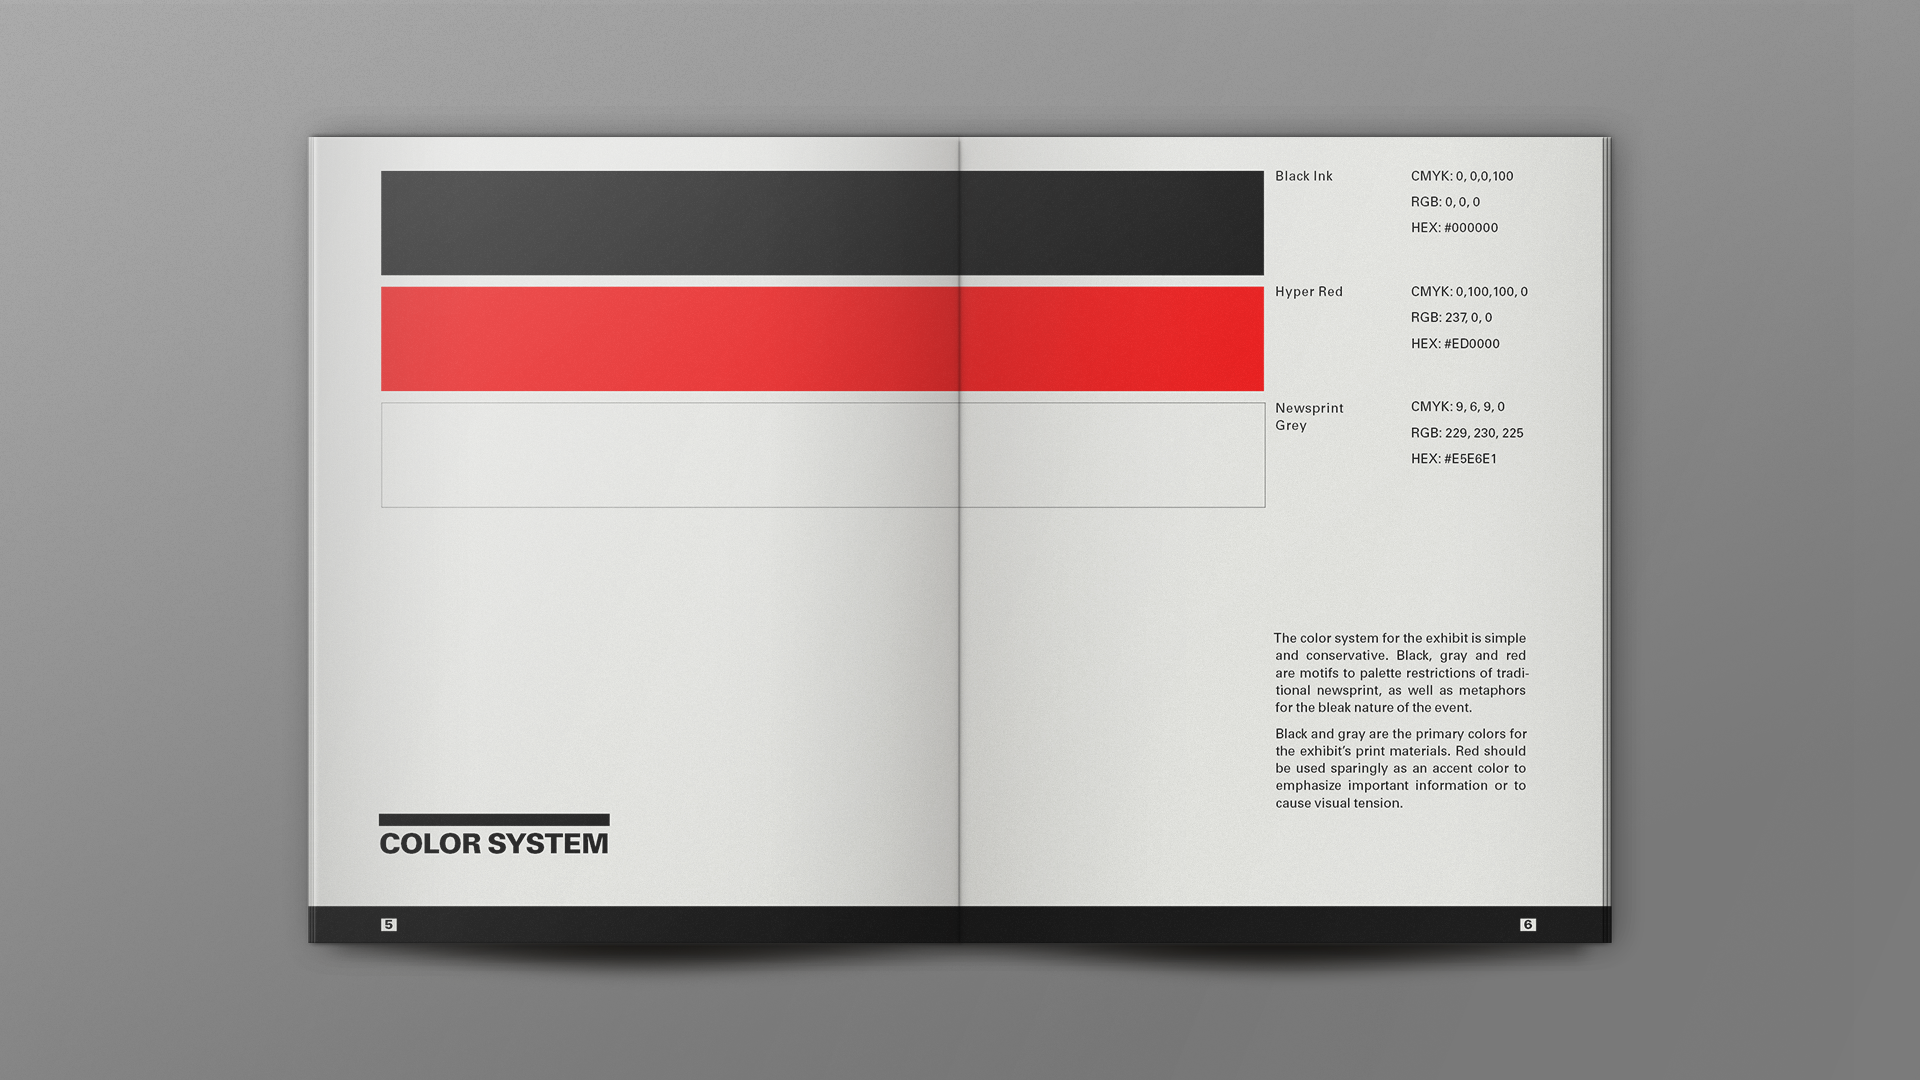 Black Ink
CMYK: 0, 0,0,100
RGB: 0, 0, 0
HEX: #000000
Hyper Red
CMYK: 0,100,100, 0
RGB: 237, 0, 0
HEX: #ED0000
Newsprint
Grey
CMYK: 9, 6, 9, 0
RGB: 229, 230, 225
HEX: #E5E6E1
The color system for the exhibit is simple
and conservative. Black, gray and red
are motifs to palette restrictions of tradi-
tional newsprint, as well as metaphors
for the bleak nature of the event.
Black and gray are the primary colors for
the exhibit’s print materials. Red should
be used sparingly as an accent color to
emphasize important information or to
cause visual tension.
COLOR SYSTEM
5
6